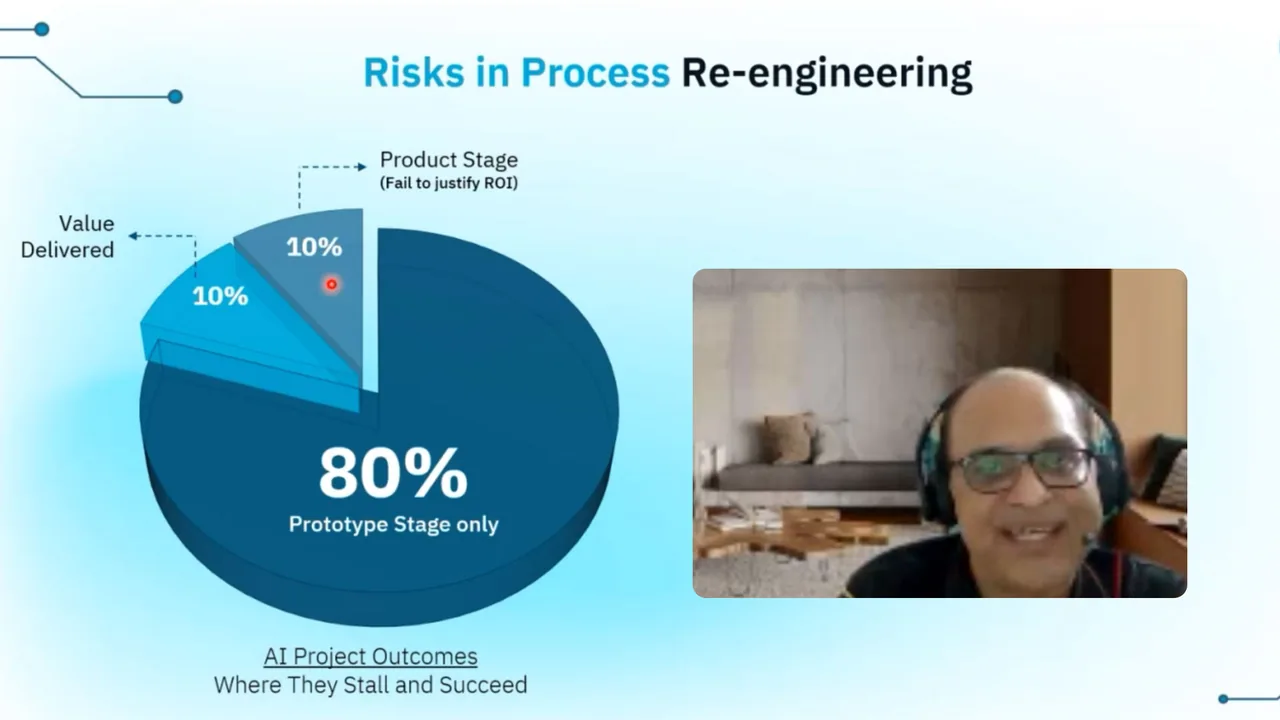 Risks in Process Re-engineering
Product Stage
(Fail to justify ROI)
Value
Delivered
10%
10%
80%
Prototype Stage only
AI Project Outcomes
Where They Stall and Succeed